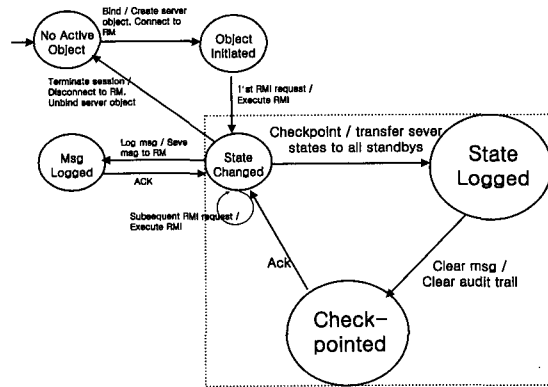 Bind / Create server
object. Connect to
RM
No Active
Object
Object
Initiated
Terminate session /
Disconnect to RM.
Unbind server object
1'st RMI request /
Execute RMI
Log msg / Save
msg to RM
Msg
Logged
ACK
State
Changed
Checkpoint / transfer sever
states to all standbys
State
Logged
Subsequent RMI request /
Execute RMI
Ack
Clear msg /
Clear audit trail
Check-
pointed